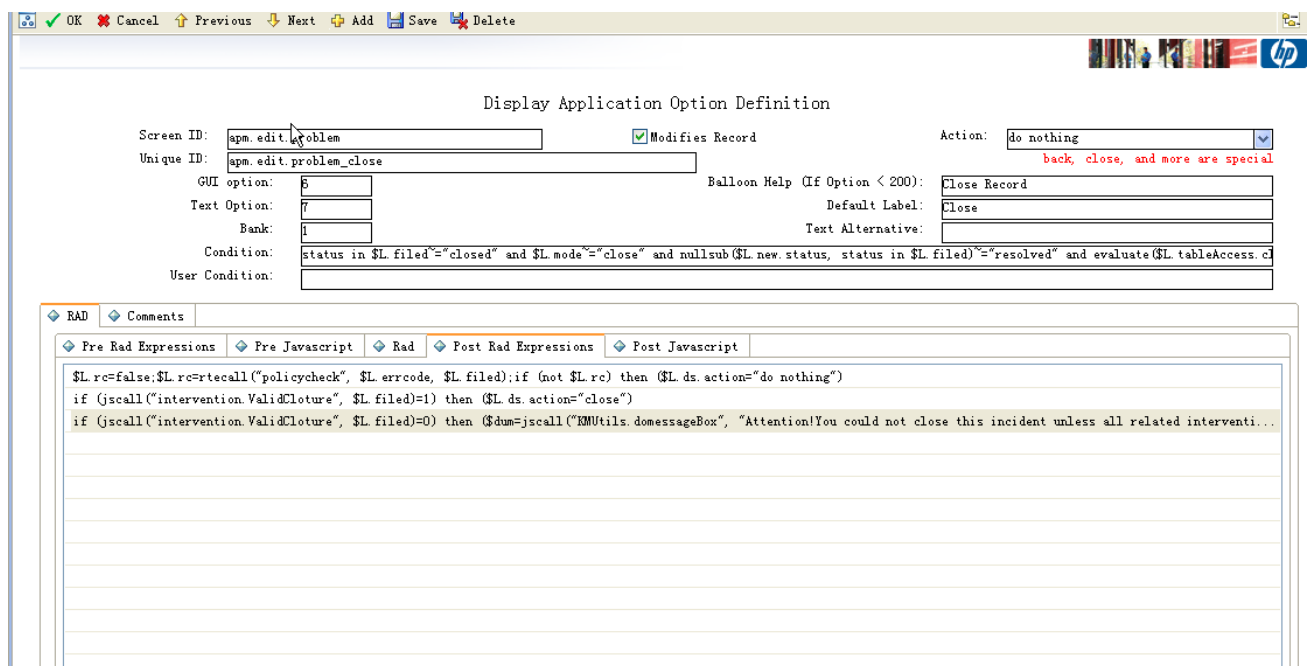 OK Cancel Previous Next Add Save Delete
hp
Display Application Option Definition
Screen ID: apm.edit.problem Modifies Record Action: do nothing
Unique ID: apm.edit.problem_close back, close, and more are special
GUI option: 6 Balloon Help (If Option < 200): Close Record
Text Option: 7 Default Label: Close
Bank: 1 Text Alternative:
Condition: status in $L.filed~="closed" and $L.mode~="close" and nullsub($L.new.status, status in $L.filed)~="resolved" and evaluate($L.tableAccess.cl
User Condition:
RAD Comments
Pre Rad Expressions Pre Javascript Rad Post Rad Expressions Post Javascript
$L.rc=false;$L.rc=rtecall("policycheck", $L.errcode, $L.filed);if (not $L.rc) then ($L.ds.action="do nothing")
if (jscall("intervention.ValidCloture", $L.filed)=1) then ($L.ds.action="close")
if (jscall("intervention.ValidCloture", $L.filed)=0) then ($dum=jscall("KMUtils.domessageBox", "Attention!You could not close this incident unless all related interventi...